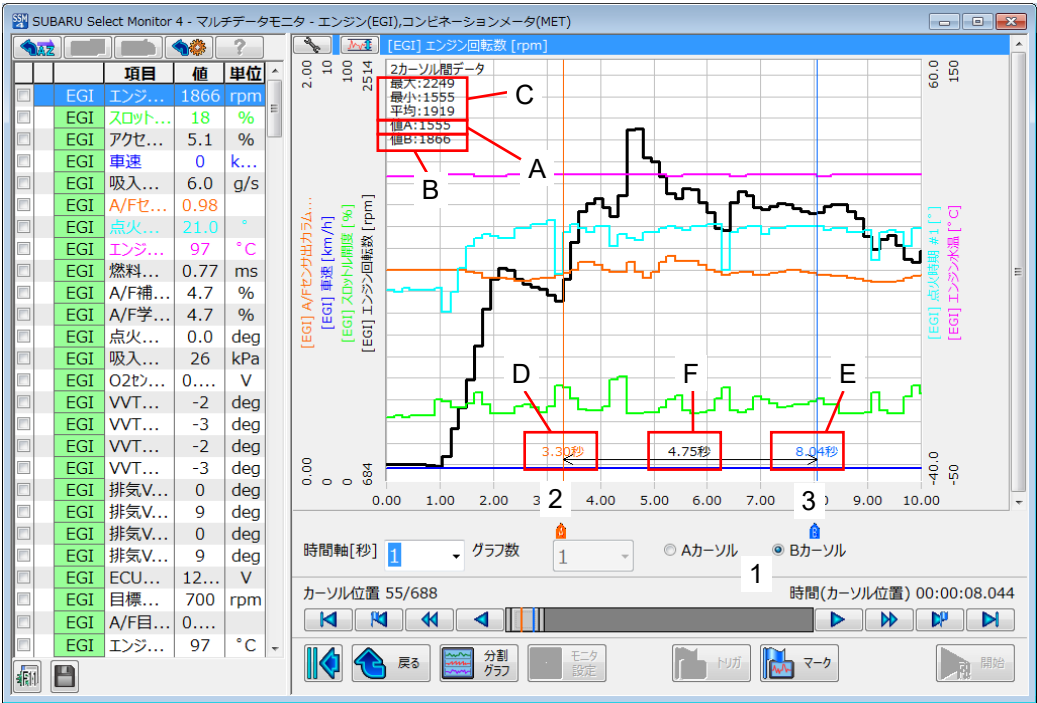 SUBARU Select Monitor 4 - マルチデータモニタ - エンジン(EGI),コンビネーションメータ(MET)
AZ
?
[EGI] エンジン回転数 [rpm]
項目 値 単位
EGI エンジ... 1866 rpm
EGI スロット... 18 %
EGI アクセ... 5.1 %
EGI 車速 0 k...
EGI 吸入... 6.0 g/s
EGI A/Fセ... 0.98
EGI 点火... 21.0 °
EGI エンジ... 97 °C
EGI 燃料... 0.77 ms
EGI A/F補... 4.7 %
EGI A/F学... 4.7 %
EGI 点火... 0.0 deg
EGI 吸入... 26 kPa
EGI O2セン... 0.... V
EGI VVT... -2 deg
EGI VVT... -3 deg
EGI VVT... -2 deg
EGI VVT... -3 deg
EGI 排気V... 0 deg
EGI 排気V... 9 deg
EGI 排気V... 0 deg
EGI 排気V... 9 deg
EGI ECU... 12... V
EGI 目標... 700 rpm
EGI A/F目... 0....
EGI エンジ... 97 °C
2.00
10
100
2514
2カーソル間データ
最大:2249
最小:1555
平均:1919
値A:1555
値B:1866
C
A
B
60.0
150
[EGI] A/Fセンサ出力ラム...
[EGI] 車速 [km/h]
[EGI] スロットル開度 [%]
[EGI] エンジン回転数 [rpm]
[EGI] 点火時期 #1 [°]
[EGI] エンジン水温 [°C]
D
F
E
3.30秒
4.75秒
8.04秒
0.00
0
0
684
-40.0
-50
0.00 1.00 2.00 3 4.00 5.00 6.00 7.00 0 9.00 10.00
2
3
A
B
時間軸[秒] 1 グラフ数 1 Aカーソル Bカーソル
1
カーソル位置 55/688 時間(カーソル位置) 00:00:08.044
戻る
分割
グラフ
モニタ
設定
トリガ
マーク
開始
F11